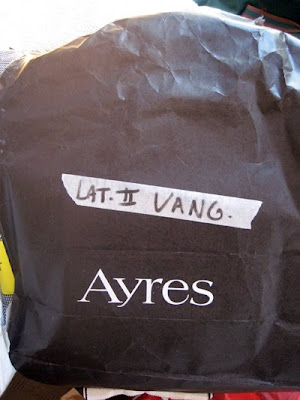 LAT. II VANG.
Ayres